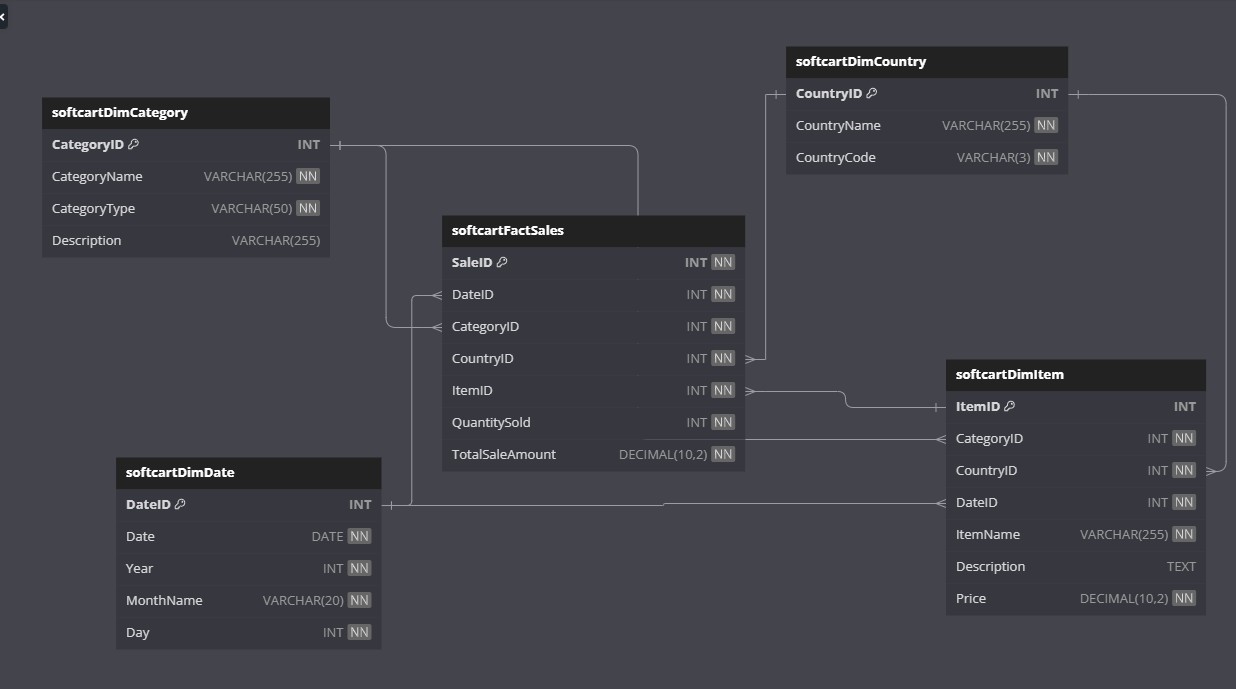 softcartDimCategory
CategoryID INT
CategoryName VARCHAR(255) NN
CategoryType VARCHAR(50) NN
Description VARCHAR(255)
softcartDimCountry
CountryID INT
CountryName VARCHAR(255) NN
CountryCode VARCHAR(3) NN
softcartFactSales
SaleID INT NN
DateID INT NN
CategoryID INT NN
CountryID INT NN
ItemID INT NN
QuantitySold INT NN
TotalSaleAmount DECIMAL(10,2) NN
softcartDimItem
ItemID INT
CategoryID INT NN
CountryID INT NN
DateID INT NN
ItemName VARCHAR(255) NN
Description TEXT
Price DECIMAL(10,2) NN
softcartDimDate
DateID INT
Date DATE NN
Year INT NN
MonthName VARCHAR(20) NN
Day INT NN